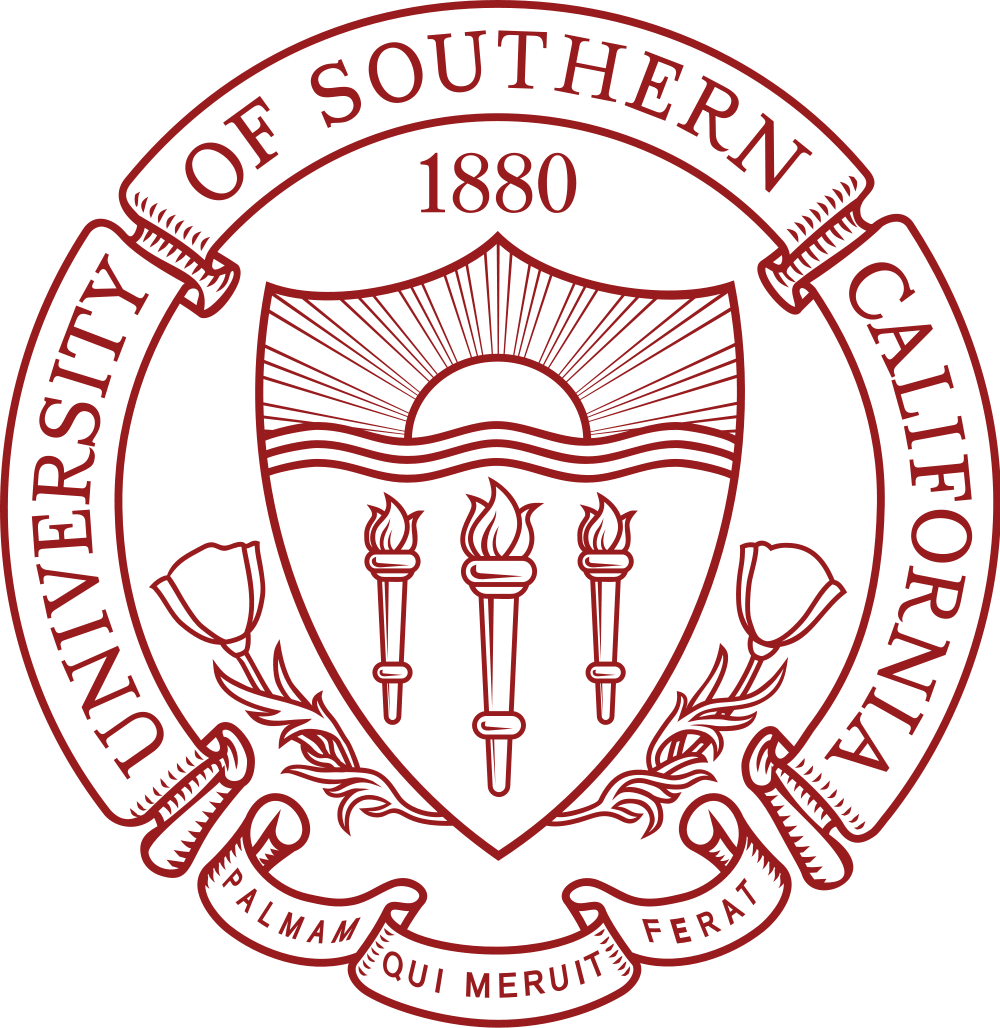 UNIVERSITY OF SOUTHERN CALIFORNIA
1880
PALMAM QUI MERUIT FERAT